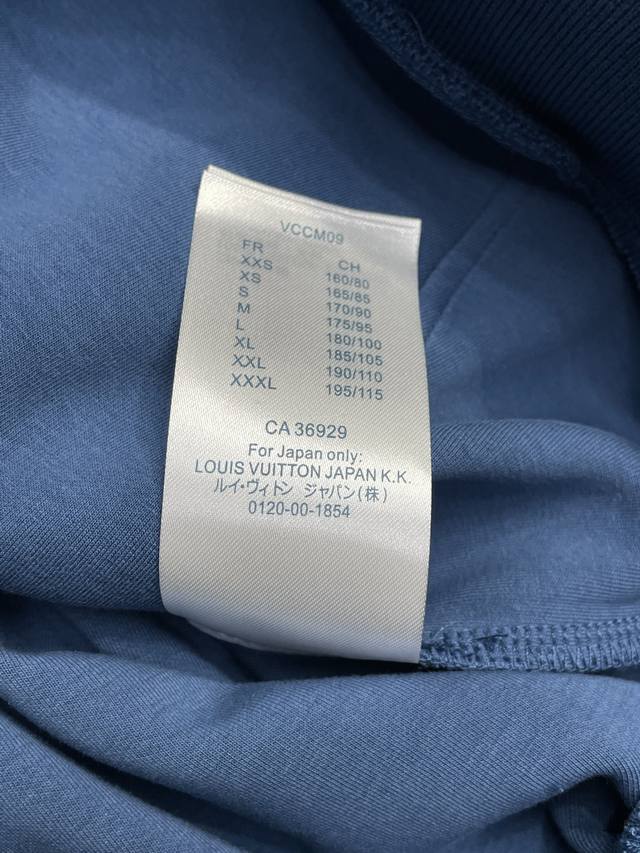 VCCM09
FR CH
XXS 160/80
XS 165/85
S 170/90
M 175/95
L 180/100
XL 185/105
XXL 190/110
XXXL 195/115
CA 36929
For Japan only:
LOUIS VUITTON JAPAN K.K.
ルイ・ヴィトン ジャパン(株)
0120-00-1854